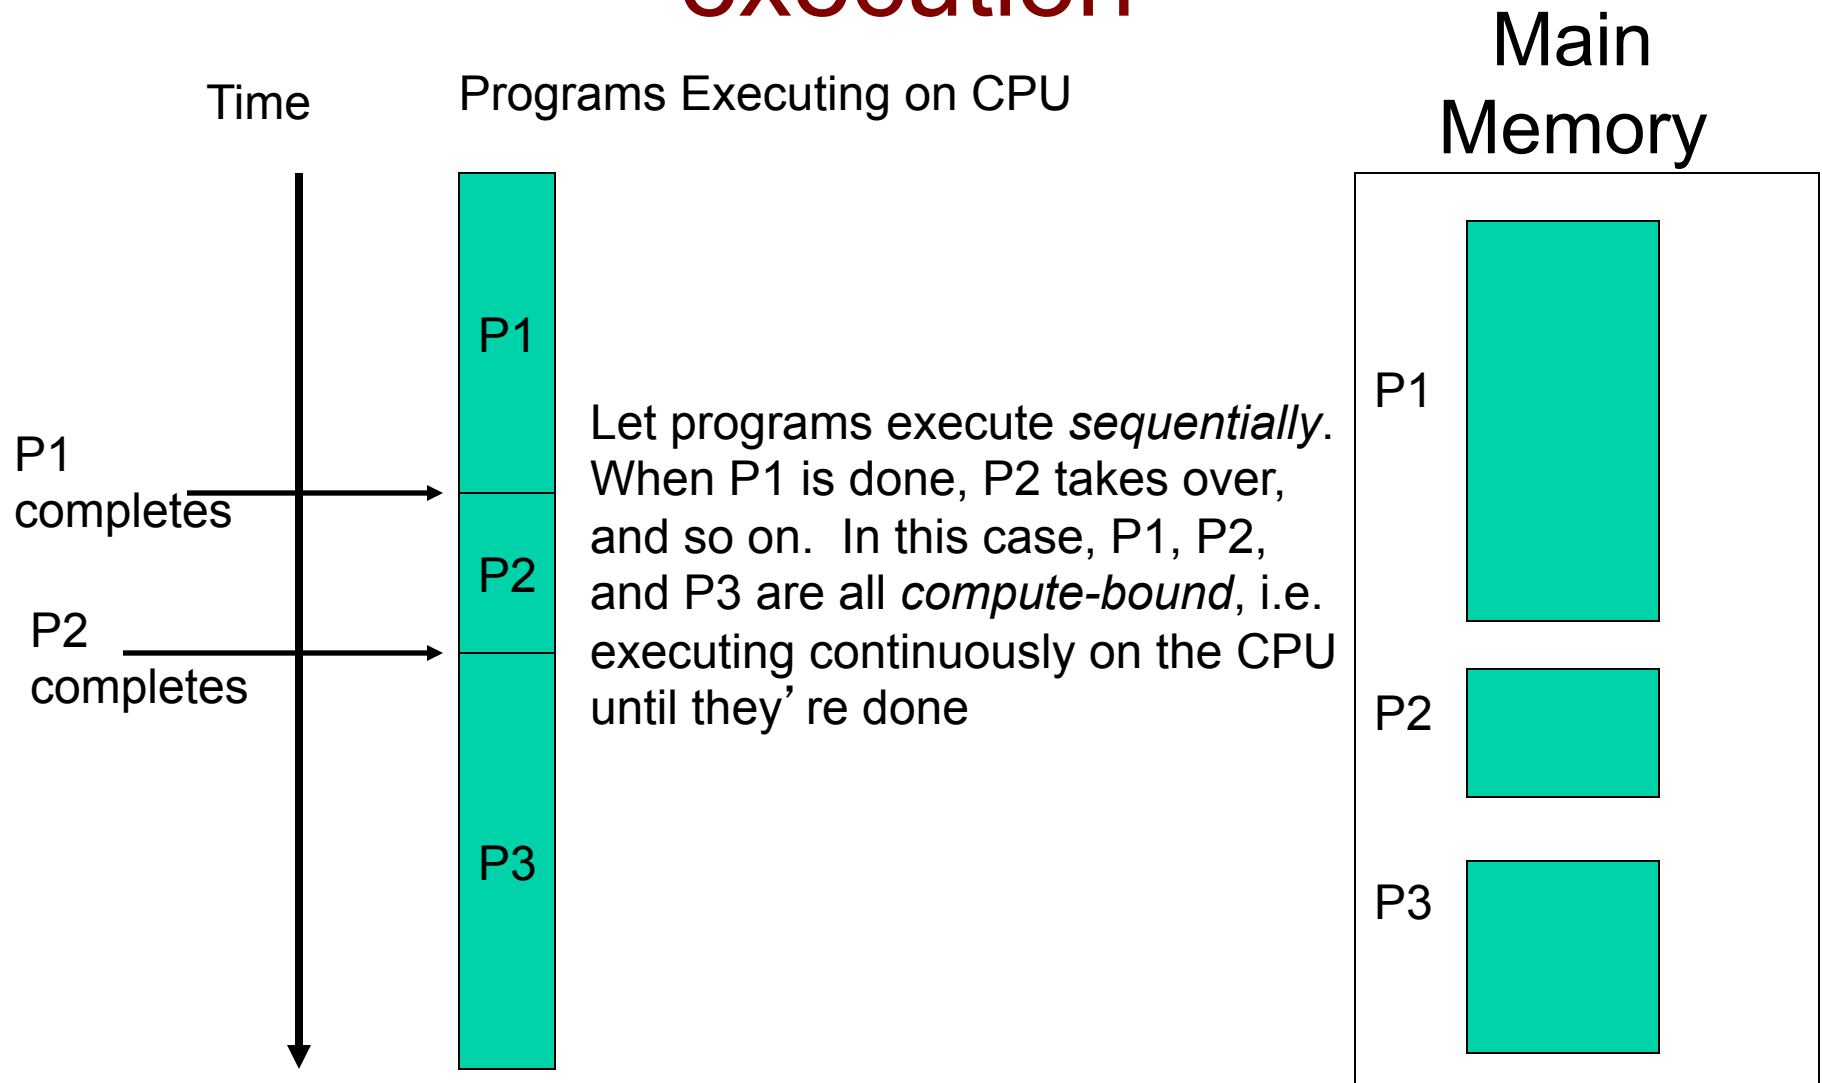 execution
Time
Programs Executing on CPU
Main
Memory
P1
completes
P2
completes
P1
P2
P3
Let programs execute sequentially.
When P1 is done, P2 takes over,
and so on. In this case, P1, P2,
and P3 are all compute-bound, i.e.
executing continuously on the CPU
until they’ re done
P1
P2
P3